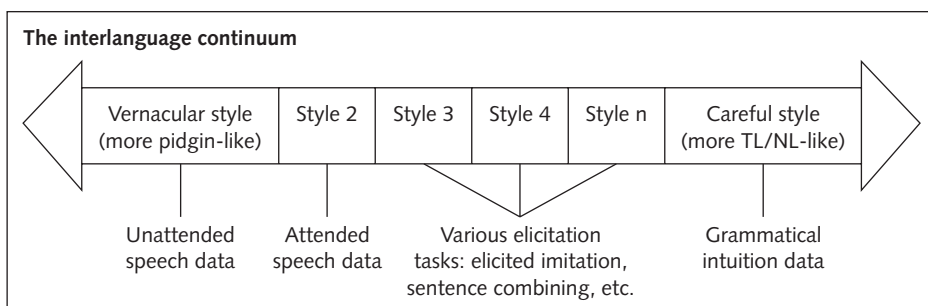 The interlanguage continuum
Vernacular style
(more pidgin-like)
Style 2
Style 3
Style 4
Style n
Careful style
(more TL/NL-like)
Unattended
speech data
Attended
speech data
Various elicitation
tasks: elicited imitation,
sentence combining, etc.
Grammatical
intuition data